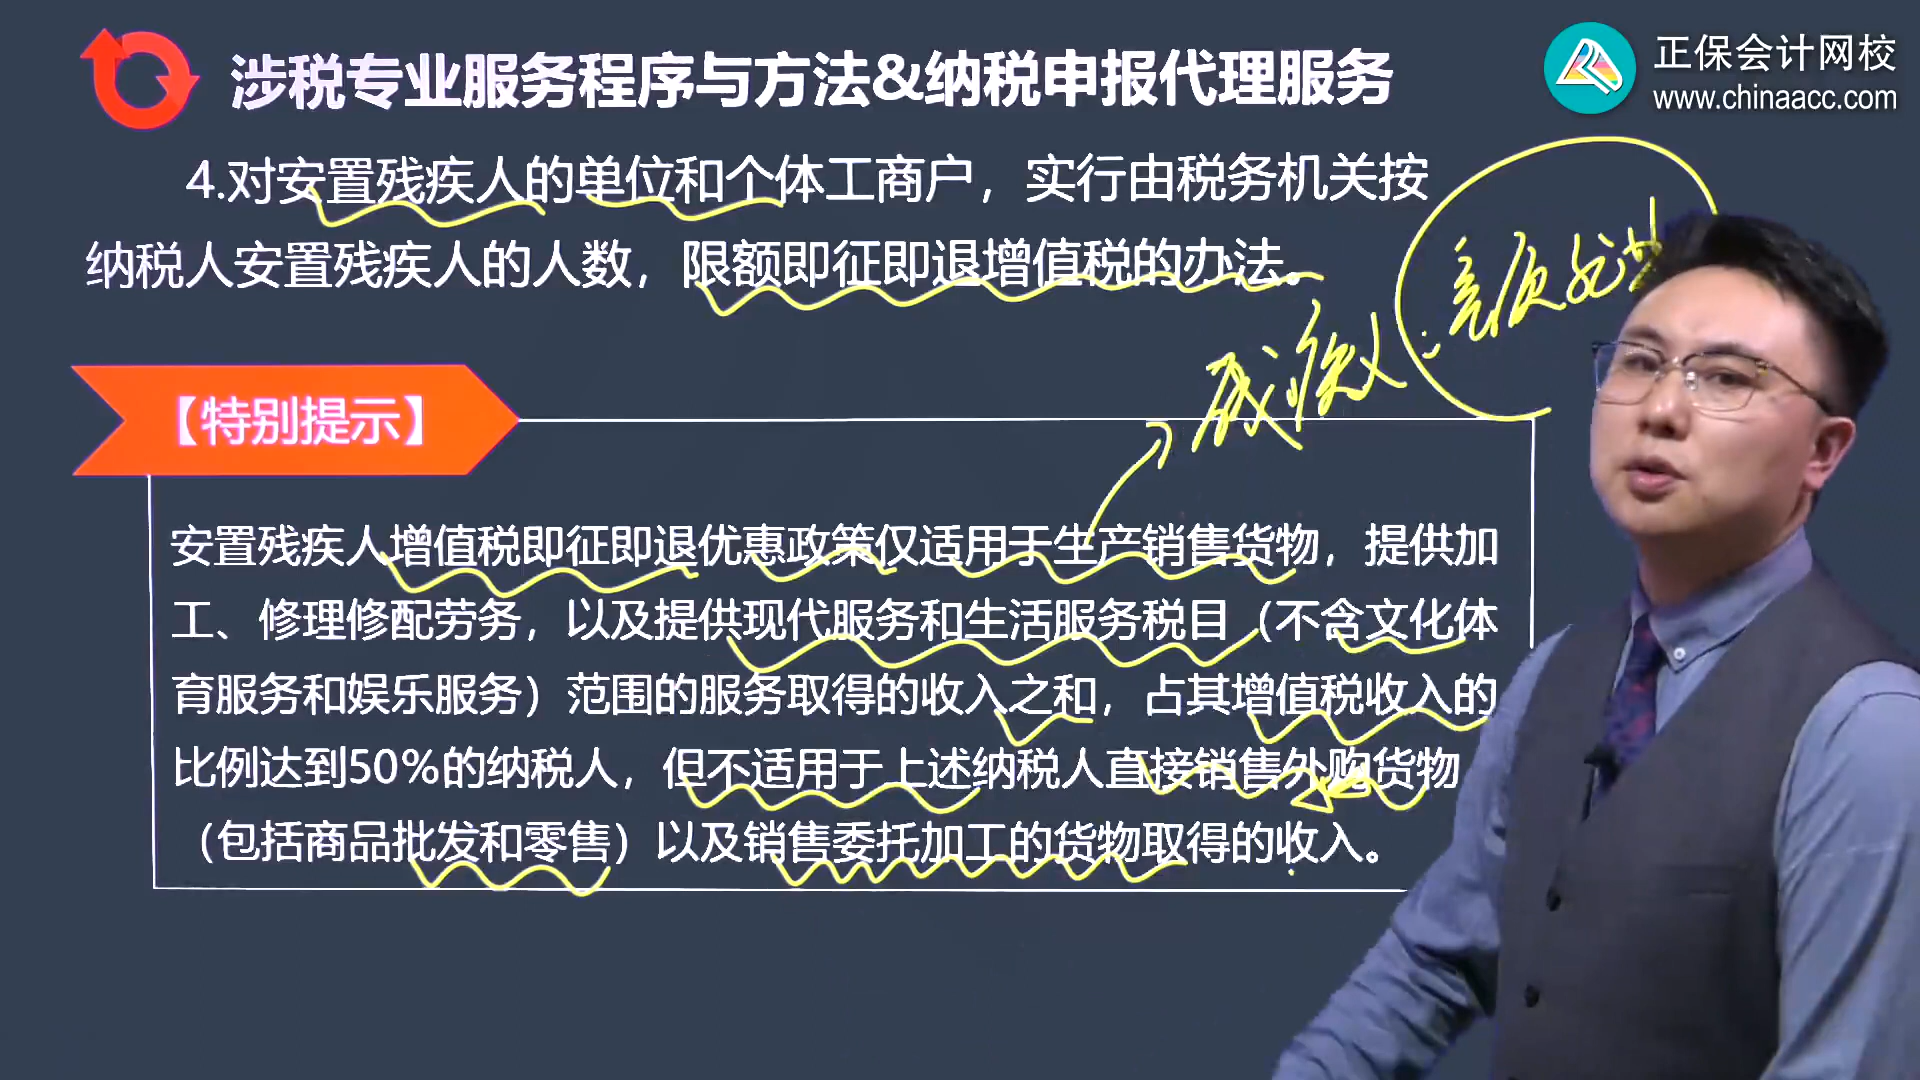 涉税专业服务程序与方法&纳税申报代理服务
正保会计网校
www.chinaacc.com
4.对安置残疾人的单位和个体工商户，实行由税务机关按
纳税人安置残疾人的人数，限额即征即退增值税的办法。
残疾人：
【特别提示】
安置残疾人增值税即征即退优惠政策仅适用于生产销售货物，提供加
工、修理修配劳务，以及提供现代服务和生活服务税目（不含文化体
育服务和娱乐服务）范围的服务取得的收入之和，占其增值税收入的
比例达到50%的纳税人，但不适用于上述纳税人直接销售外购货物
（包括商品批发和零售）以及销售委托加工的货物取得的收入。